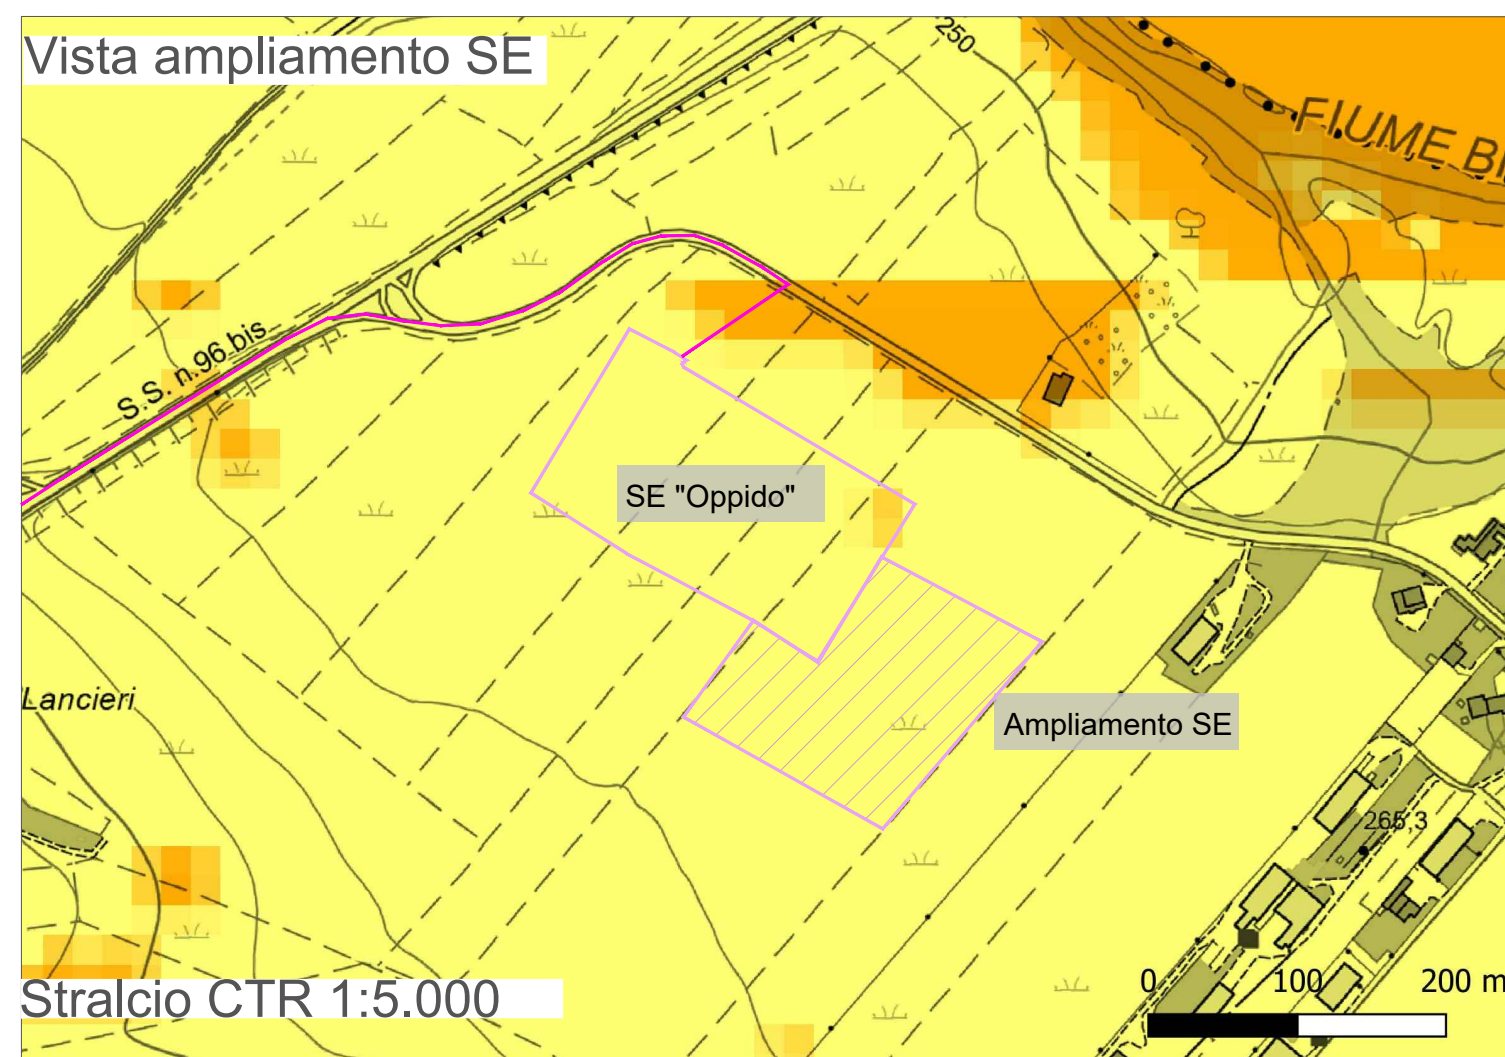 Vista ampliamento SE
250
FIUME B
S.S. n.96 bis
SE "Oppido"
Lancieri
Ampliamento SE
265,3
Stralcio CTR 1:5.000
0 100 200 m